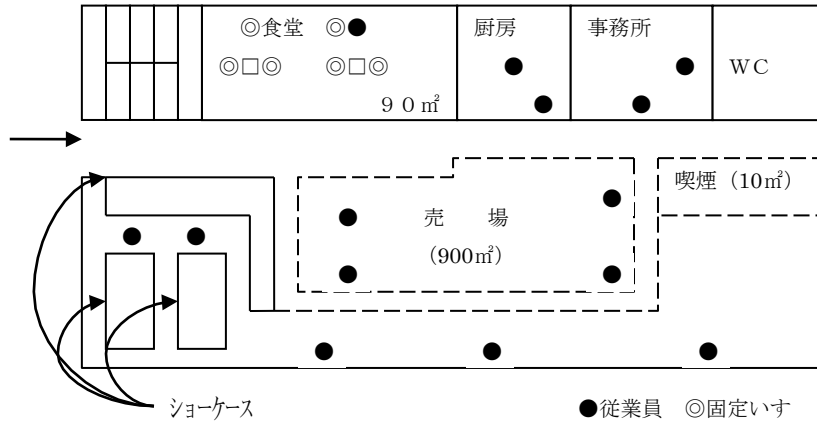 ◎食堂 ◎●
厨房
事務所
◎□◎ ◎□◎
WC
90㎡
喫煙（10㎡）
売 場
（900㎡）
ショーケース
●従業員 ◎固定いす